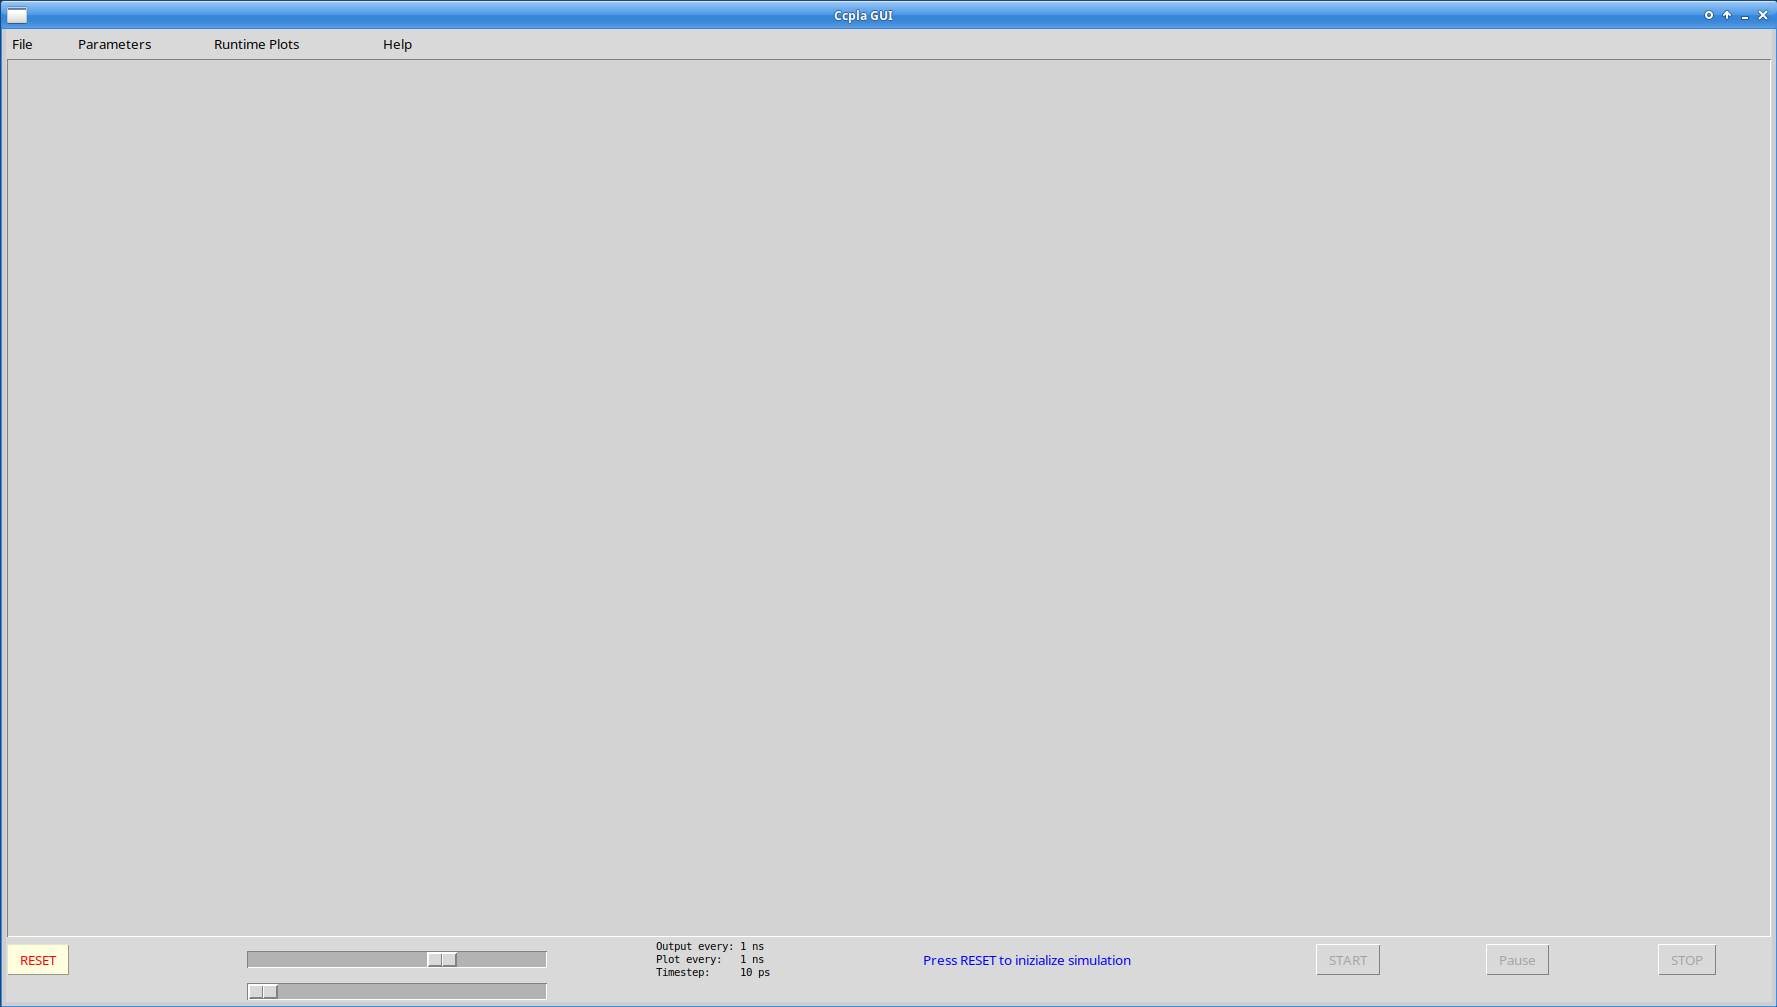 Ccpla GUI
File Parameters Runtime Plots Help
RESET
Output every: 1 ns
Plot every: 1 ns
Timestep: 10 ps
Press RESET to inizialize simulation
START
Pause
STOP